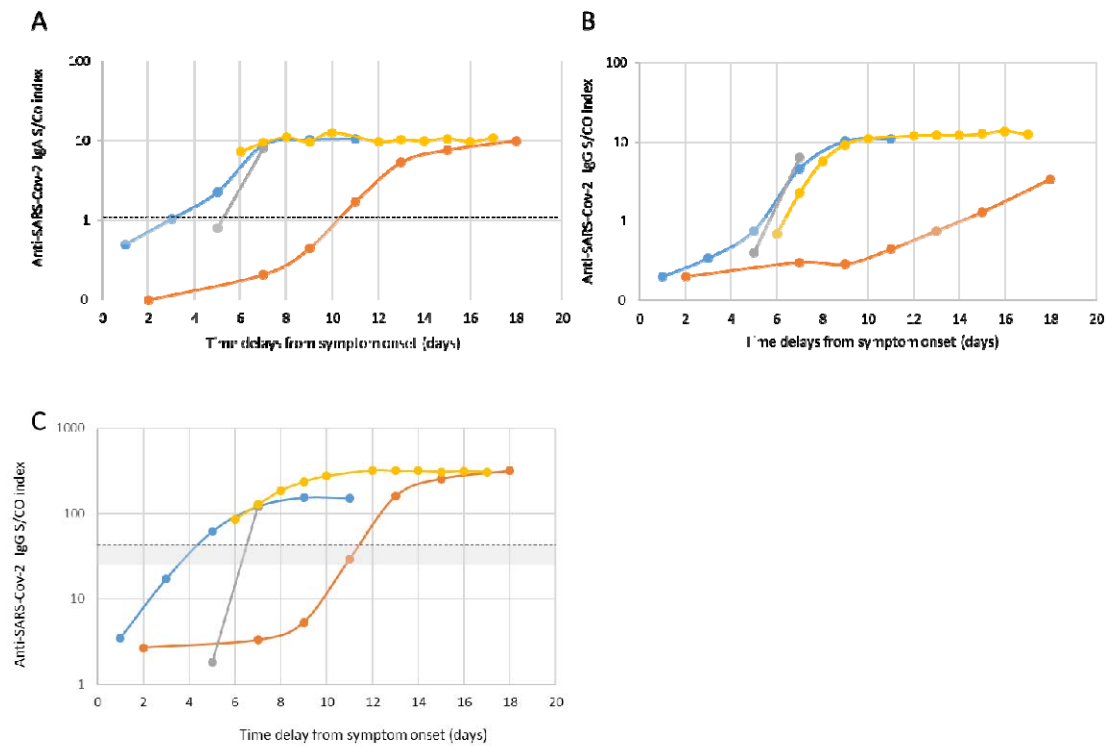 A
Anti-SARS-Cov-2 IgA S/Co index
100
10
1
0
0 2 4 6 8 10 12 14 16 18 20
Time delays from symptom onset (days)
B
Anti-SARS-Cov-2 IgG S/CO Index
100
10
1
0
0 2 4 6 8 10 12 14 16 18 20
Time delays from symptom onset (days)
C
Anti-SARS-Cov-2 IgG S/CO index
1000
100
10
1
0 2 4 6 8 10 12 14 16 18 20
Time delay from symptom onset (days)